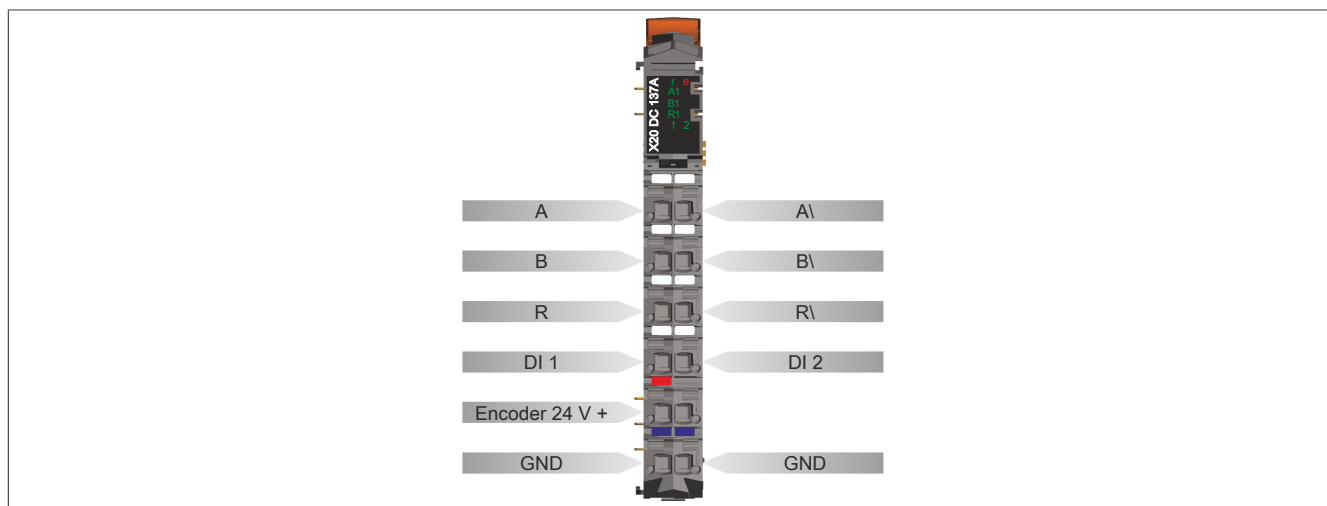 X20 DC 137A
r e
A1
B1
R1
1 2
A A\
B B\
R R\
DI 1 DI 2
Encoder 24 V +
GND GND